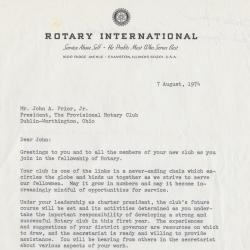 ROTARY INTERNATIONAL
Service Above Self - He Profits Most Who Serves Best
1600 RIDGE AVENUE · EVANSTON, ILLINOIS 60201, U.S.A.
7 August, 1974
Mr. John A. Prior, Jr.
President, The Provisional Rotary Club
Dublin-Worthington, Ohio
Dear John:
Greetings to you and to all the members of your new club as you
join in the fellowship of Rotary.
Your club is one of the links in a never-ending chain which en-
circles the globe and binds us together as we strive to serve
our fellowmen. May it grow in numbers and may it become in-
creasingly mindful of opportunities for service.
Under your leadership as charter president, the club's future
course will be set and its activities determined as you under-
take the important responsibility of developing a strong and
successful Rotary club in this first year. The experiences
and suggestions of your district governor are resources on which
to draw, and the secretariat is ready and willing to provide
assistance. You will be hearing from others in the secretariat
about various aspects of your work.